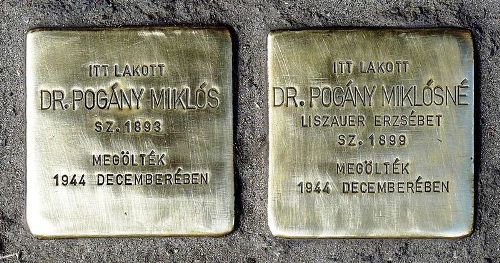 ITT LAKOTT
DR. POGÁNY MIIKLÓS
SZ. 1893
MEGÖLTÉK
1944 DECEMBERÉBEN
ITT LAKOTT
DR. POGÁNY MIKLÓSNÉ
LISZAUER ERZSÉBET
SZ. 1899
MEGÖLTÉK
1944 DECEMBERÉBEN